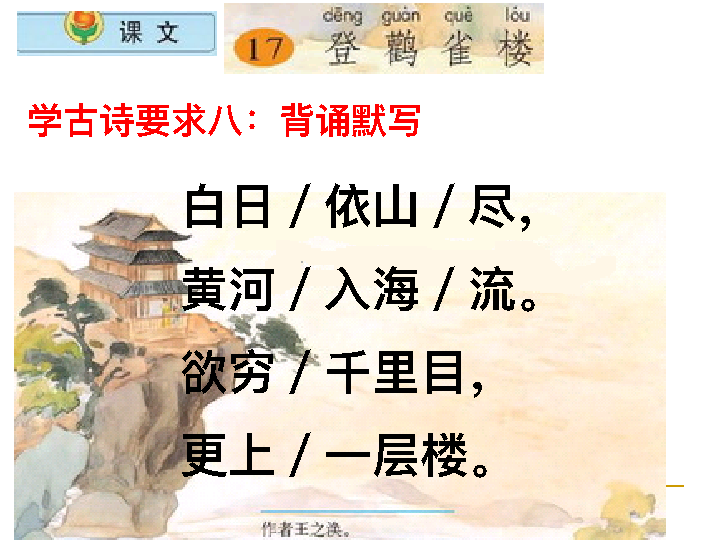 课 文
dēng guàn què lóu
17 登 鹳 雀 楼
学古诗要求八：背诵默写
白日 / 依山 / 尽，
黄河 / 入海 / 流。
欲穷 / 千里目，
更上 / 一层楼。
作者王之涣。